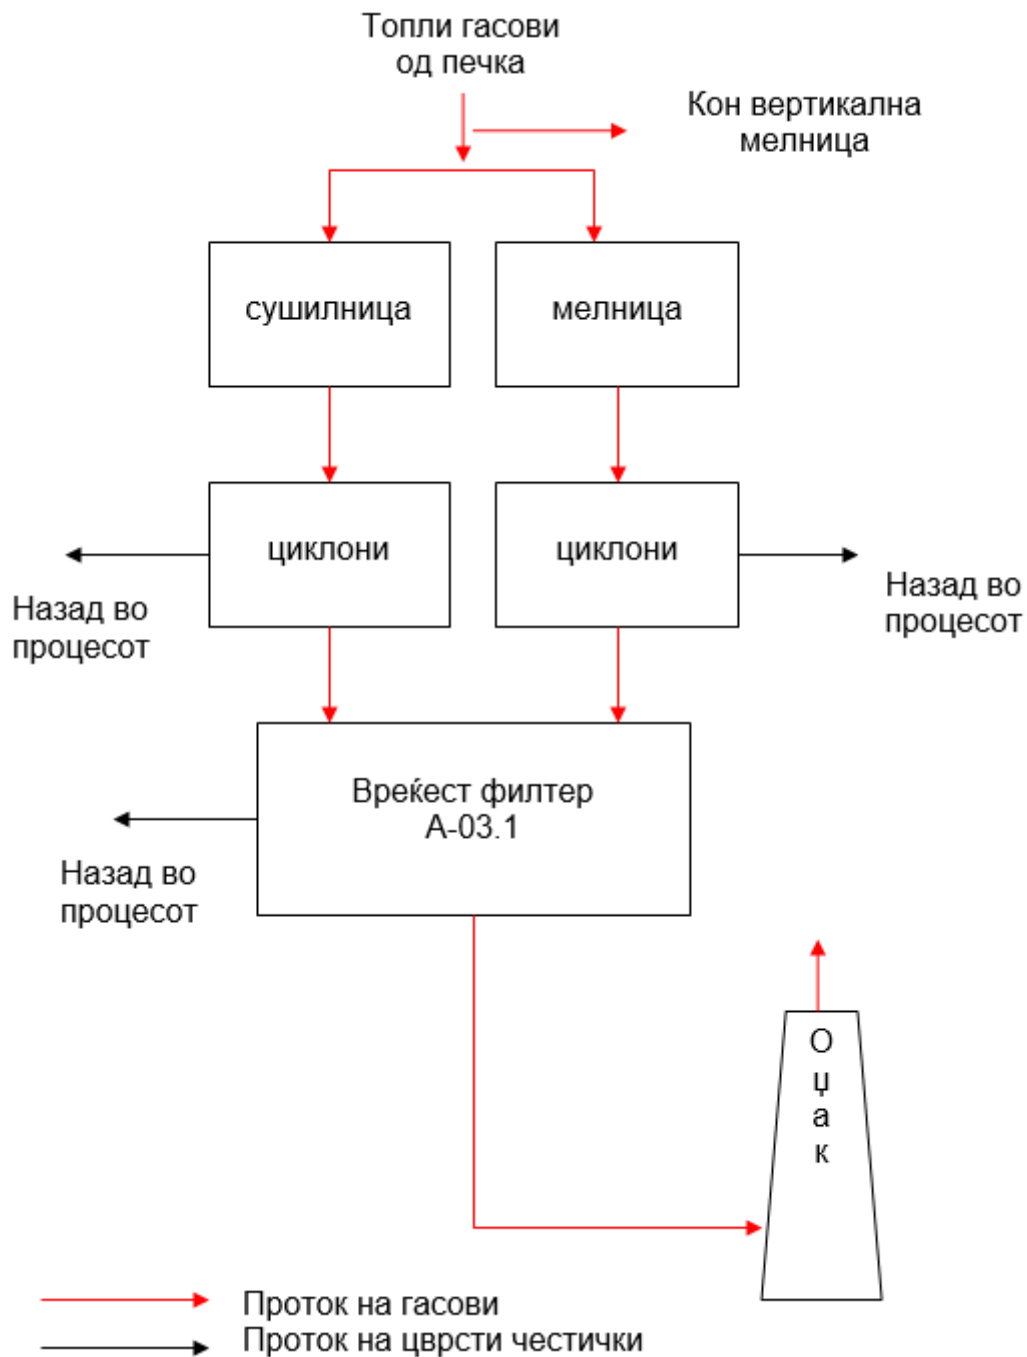 Топли гасови
од печка
Кон вертикална
мелница
сушилница
мелница
циклони
циклони
Назад во
процесот
Назад во
процесот
Вреќест филтер
А-03.1
Назад во
процесот
О
џ
а
к
Проток на гасови
Проток на цврсти честички